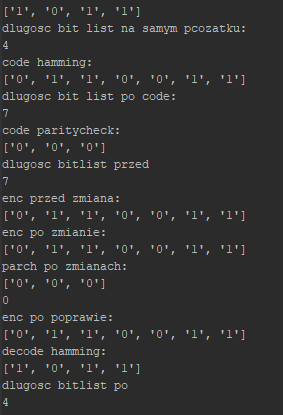 ['1', '0', '1', '1']
dlugosc bit list na samym pcozatku:
4
code hamming:
['0', '1', '1', '0', '0', '1', '1']
dlugosc bit list po code:
7
code paritycheck:
['0', '0', '0']
dlugosc bitlist przed
7
enc przed zmiana:
['0', '1', '1', '0', '0', '1', '1']
enc po zmianie:
['0', '1', '1', '0', '0', '1', '1']
parch po zmianach:
['0', '0', '0']
0
enc po poprawie:
['0', '1', '1', '0', '0', '1', '1']
decode hamming:
['1', '0', '1', '1']
dlugosc bitlist po
4